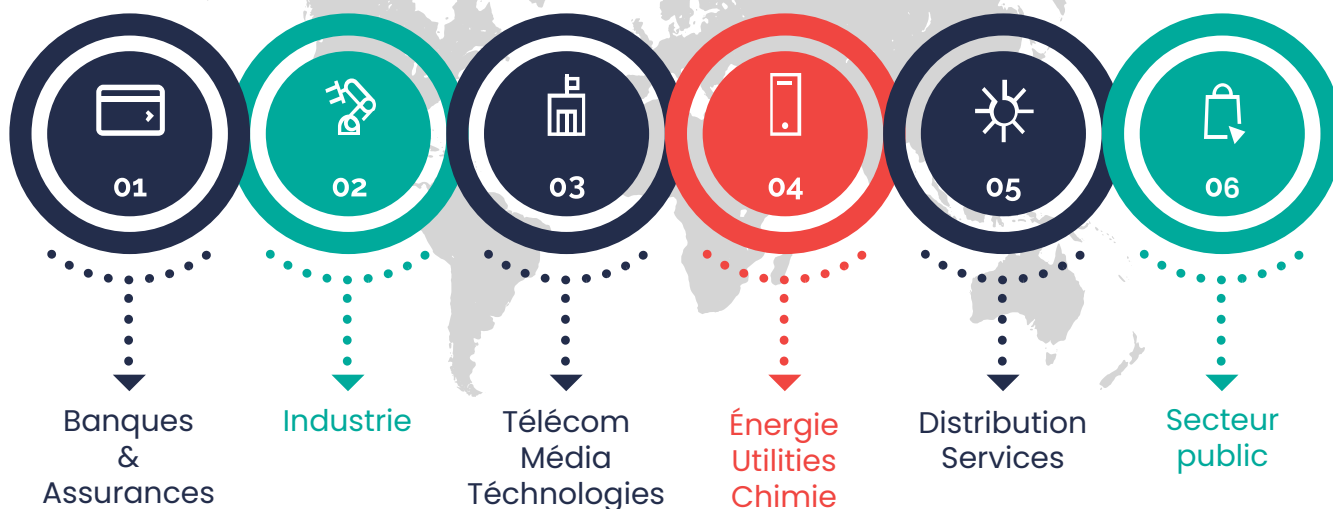 01
02
03
04
05
06
Banques
&
Assurances
Industrie
Télécom
Média
Téchnologies
Énergie
Utilities
Chimie
Distribution
Services
Secteur
public